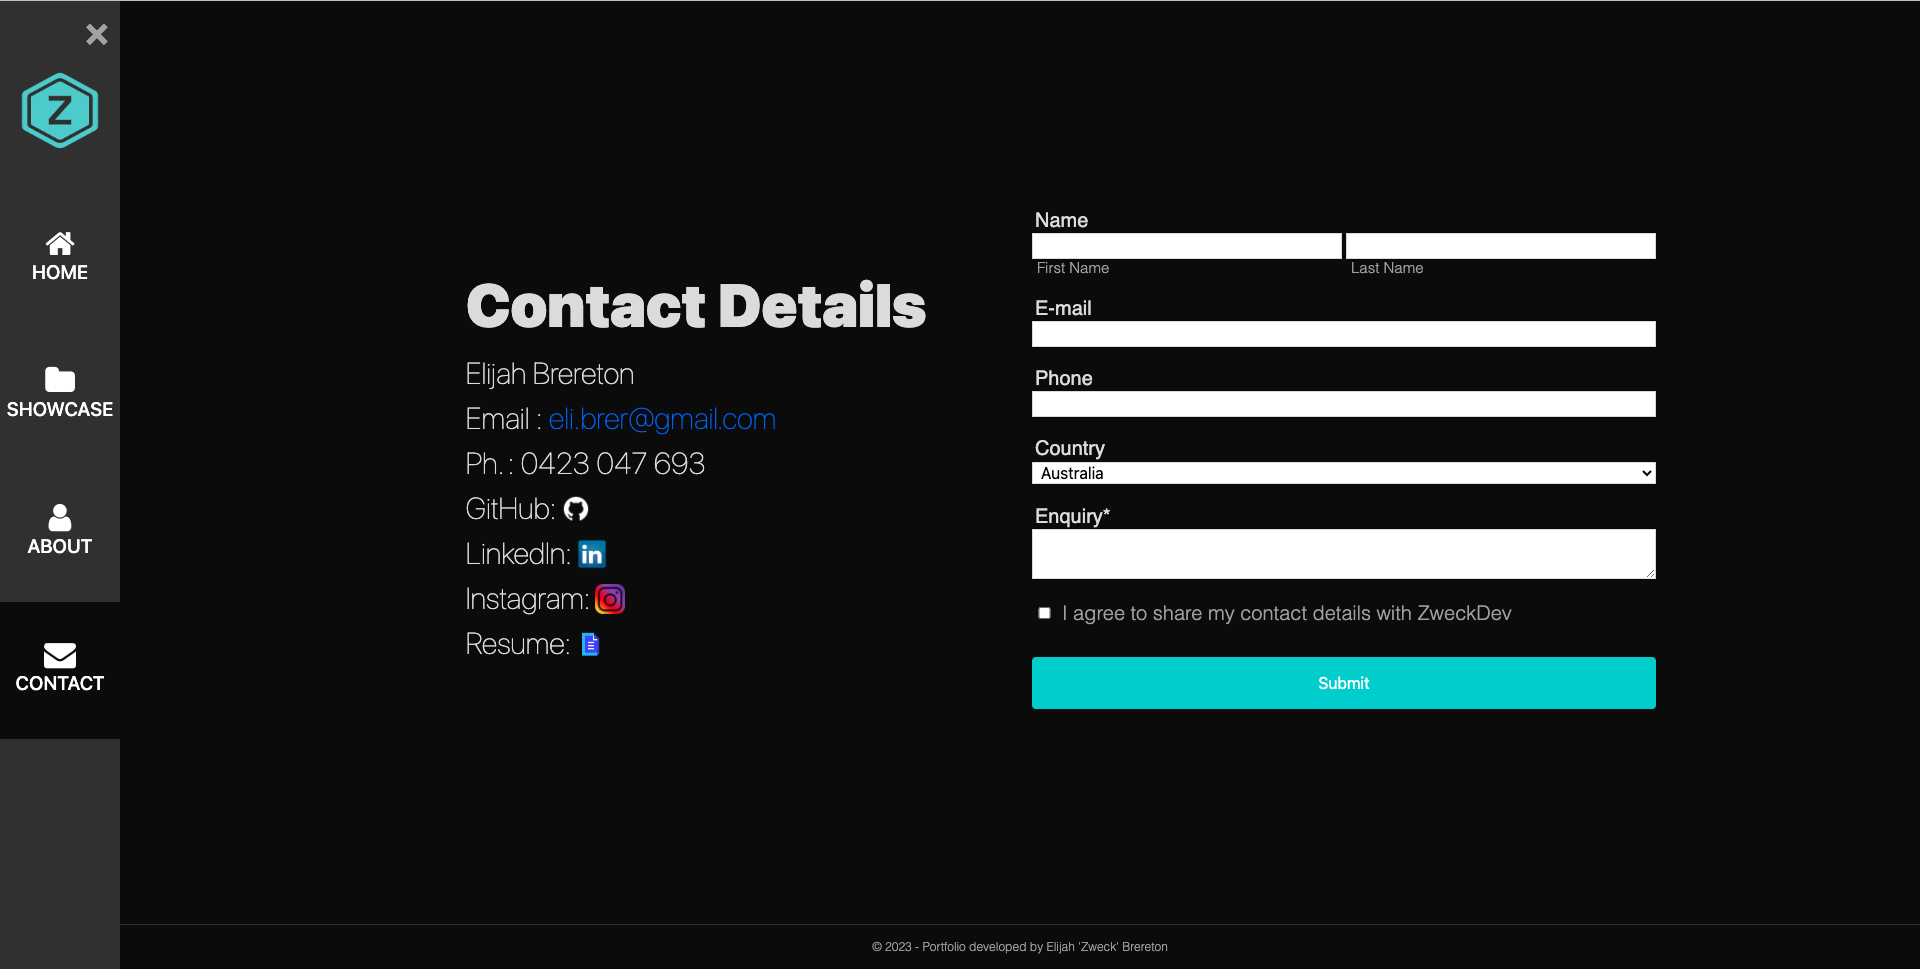 Z
HOME
SHOWCASE
ABOUT
CONTACT
Contact Details
Elijah Brereton
Email : eli.brer@gmail.com
Ph. : 0423 047 693
GitHub:
LinkedIn: in
Instagram:
Resume:
Name
First Name Last Name
E-mail
Phone
Country
Australia
Enquiry*
I agree to share my contact details with ZweckDev
Submit
© 2023 - Portfolio developed by Elijah 'Zweck' Brereton